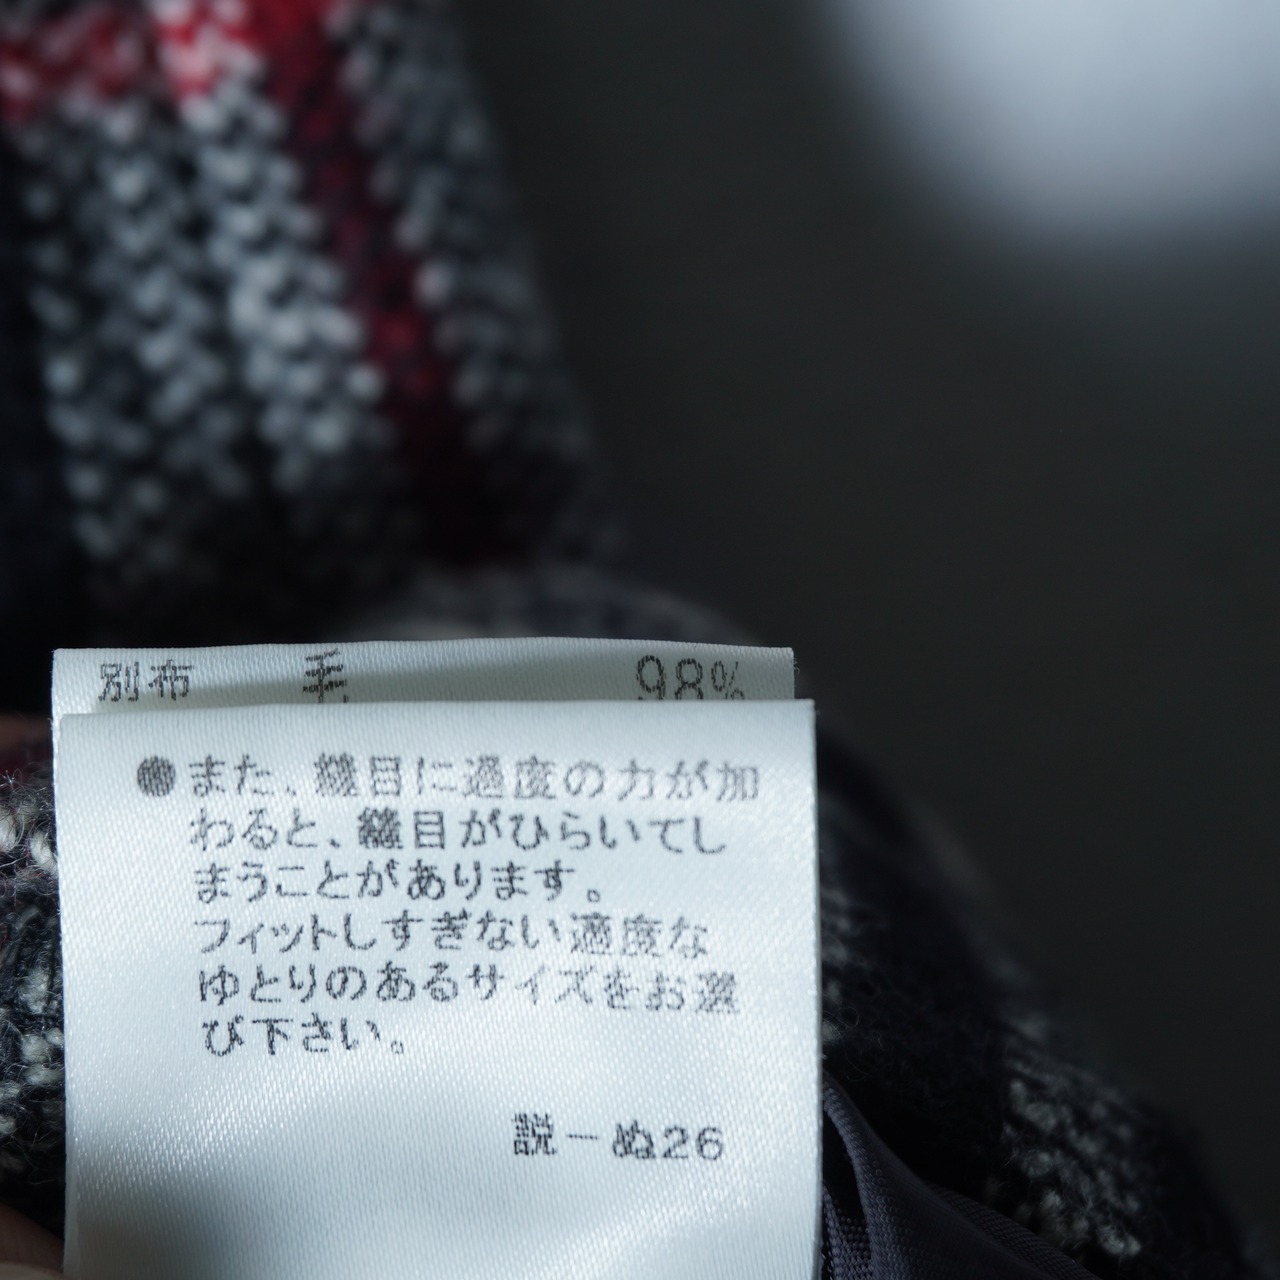 別布 毛 98%
●また、縫目に過度の力が加
わると、縫目がひらいてし
まうことがあります。
フィットしすぎない適度な
ゆとりのあるサイズをお選
び下さい。
説－ぬ26